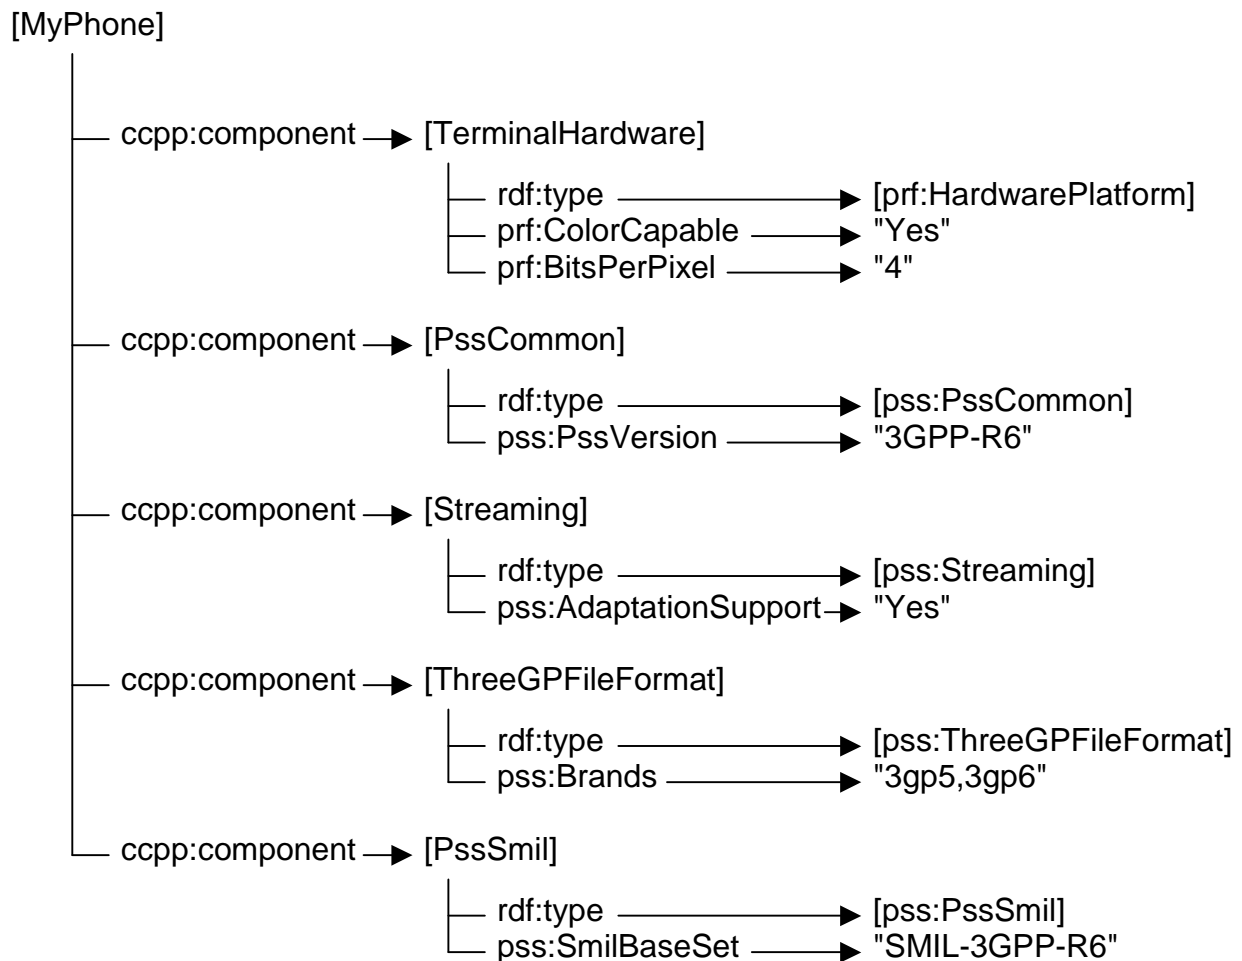 [MyPhone]
ccpp:component [TerminalHardware]
rdf:type [prf:HardwarePlatform]
prf:ColorCapable "Yes"
prf:BitsPerPixel "4"
ccpp:component [PssCommon]
rdf:type [pss:PssCommon]
pss:PssVersion "3GPP-R6"
ccpp:component [Streaming]
rdf:type [pss:Streaming]
pss:AdaptationSupport "Yes"
ccpp:component [ThreeGPFileFormat]
rdf:type [pss:ThreeGPFileFormat]
pss:Brands "3gp5,3gp6"
ccpp:component [PssSmil]
rdf:type [pss:PssSmil]
pss:SmilBaseSet "SMIL-3GPP-R6"